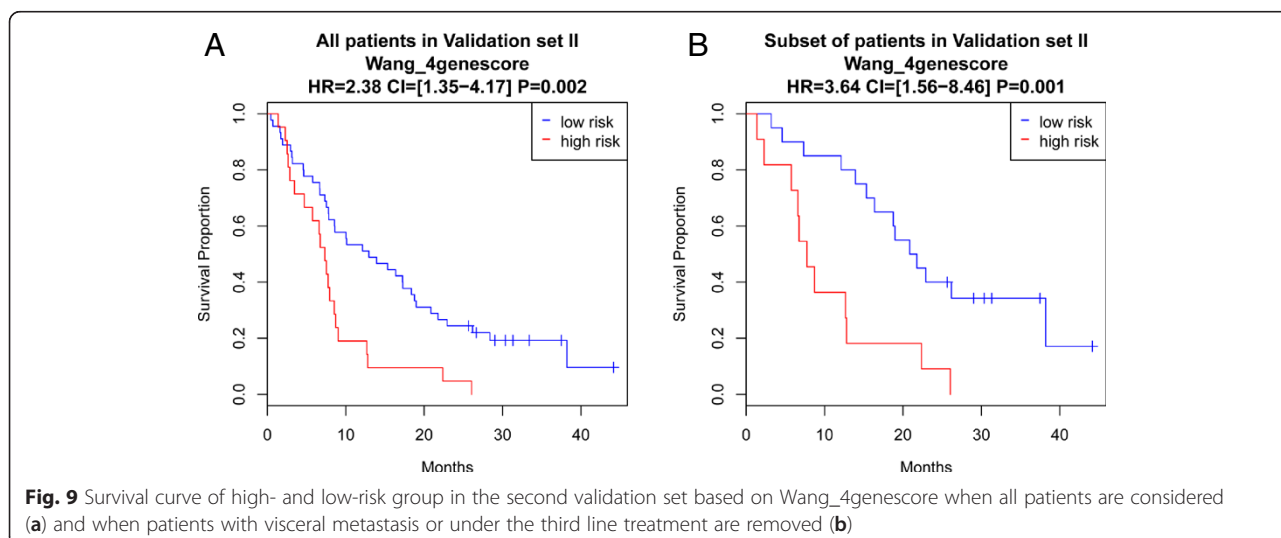 A
All patients in Validation set II
Wang_4genescore
HR=2.38 CI=[1.35−4.17] P=0.002
low risk
high risk
Survival Proportion
1.0
0.8
0.6
0.4
0.2
0.0
0 10 20 30 40
Months
B
Subset of patients in Validation set II
Wang_4genescore
HR=3.64 CI=[1.56−8.46] P=0.001
low risk
high risk
Survival Proportion
1.0
0.8
0.6
0.4
0.2
0.0
0 10 20 30 40
Months
Fig. 9 Survival curve of high- and low-risk group in the second validation set based on Wang_4genescore when all patients are considered
(a) and when patients with visceral metastasis or under the third line treatment are removed (b)